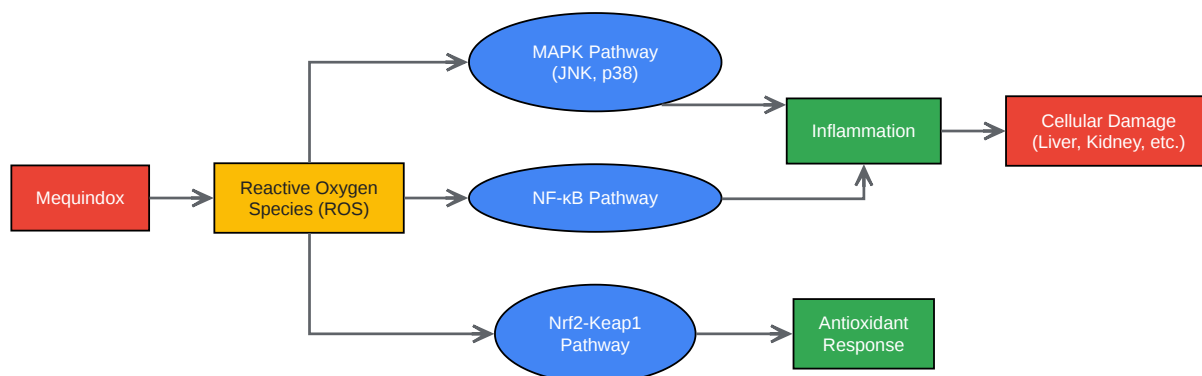 MAPK Pathway
(JNK, p38)
Inflammation
Cellular Damage
(Liver, Kidney, etc.)
Mequindox
Reactive Oxygen
Species (ROS)
NF-κB Pathway
Nrf2-Keap1
Pathway
Antioxidant
Response